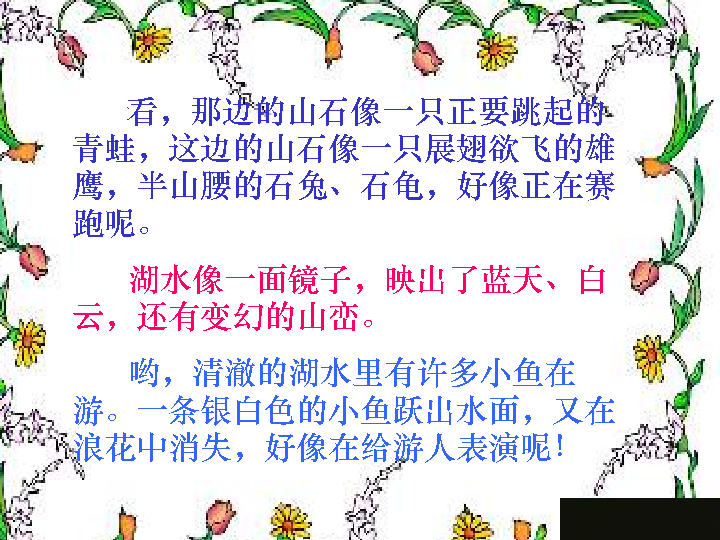 看，那边的山石像一只正要跳起的
青蛙，这边的山石像一只展翅欲飞的雄
鹰，半山腰的石兔、石龟，好像正在赛
跑呢。
湖水像一面镜子，映出了蓝天、白
云，还有变幻的山峦。
哟，清澈的湖水里有许多小鱼在
游。一条银白色的小鱼跃出水面，又在
浪花中消失，好像在给游人表演呢！